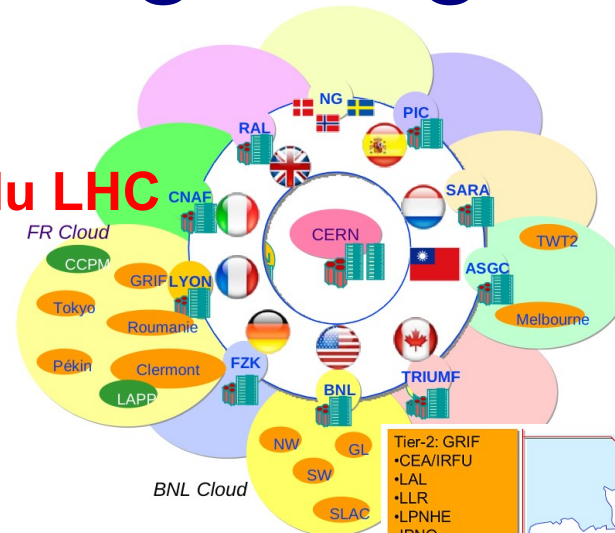 NG
RAL
PIC
du LHC
CNAF
SARA
FR Cloud
CERN
TWT2
CCPM
GRIF
LYON
ASGC
Tokyo
Roumanie
Melbourne
Pékin
Clermont
FZK
LAPP
BNL
TRIUMF
NW
GL
SW
BNL Cloud
SLAC
Tier-2: GRIF
•CEA/IRFU
•LAL
•LLR
•LPNHE